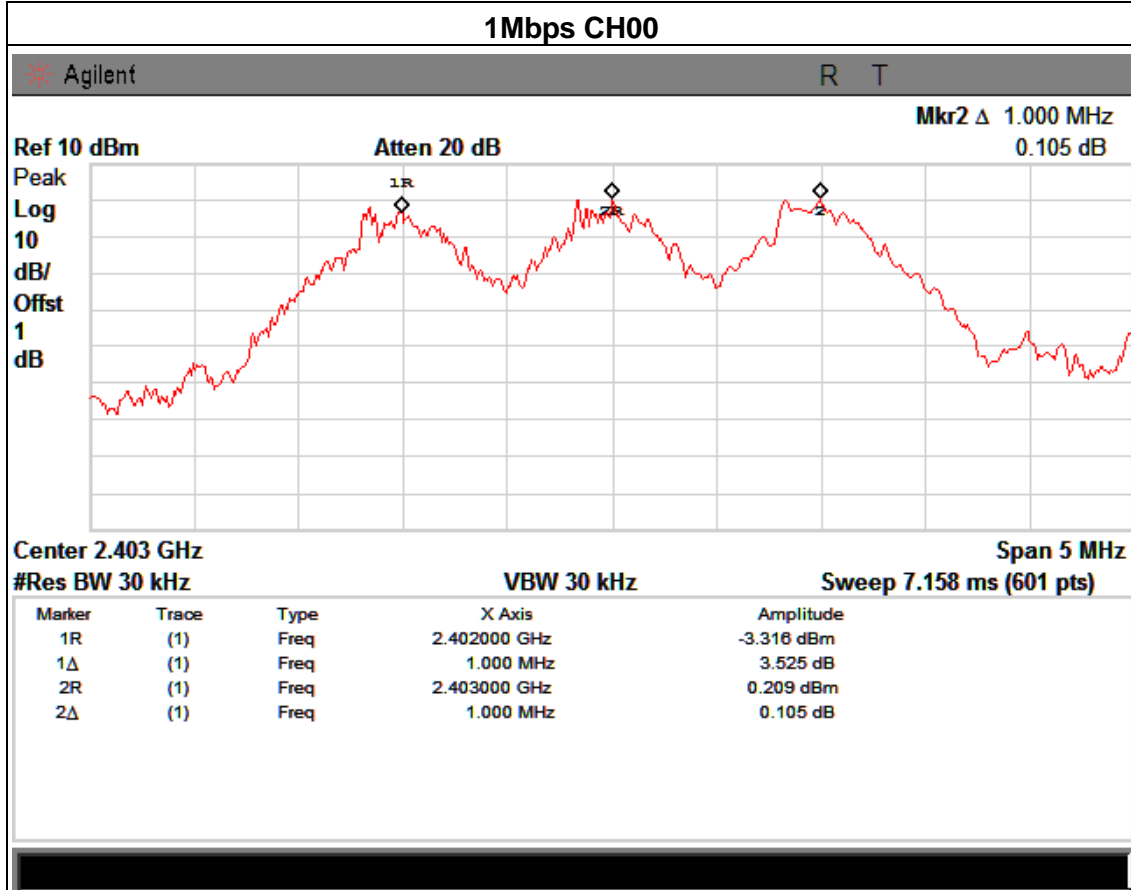 1Mbps CH00
Agilent R T
Mkr2 Δ 1.000 MHz
Ref 10 dBm Atten 20 dB 0.105 dB
Peak
Log
10
dB/
Offst
1
dB
1R
2R
2
Center 2.403 GHz Span 5 MHz
#Res BW 30 kHz VBW 30 kHz Sweep 7.158 ms (601 pts)
Marker Trace Type X Axis Amplitude
1R (1) Freq 2.402000 GHz -3.316 dBm
1Δ (1) Freq 1.000 MHz 3.525 dB
2R (1) Freq 2.403000 GHz 0.209 dBm
2Δ (1) Freq 1.000 MHz 0.105 dB